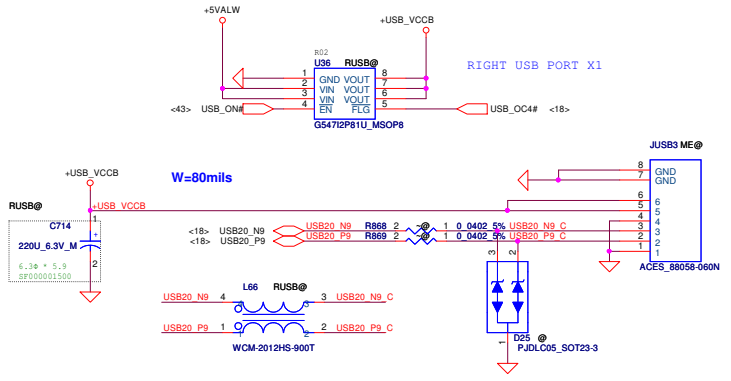 +5VALW
+USB_VCCB
R02
U36 RUSB@
RIGHT USB PORT X1
1 GND VOUT 8
2 VIN VOUT 7
3 VIN VOUT 6
4 EN FLG 5
<43> USB_ON#
USB_OC4# <18>
G547I2P81U_MSOP8
JUSB3 ME@
+USB_VCCB
W=80mils
8 GND
7 GND
6 6
5 5
4 4
3 3
2 2
1 1
ACES_88058-060N
RUSB@
+USB_VCCB
C714
1
+
220U_6.3V_M
2
6.3Φ * 5.9
SF000001500
<18> USB20_N9 USB20_N9 R868 2 ~@ 1 0_0402_5% USB20_N9_C
<18> USB20_P9 USB20_P9 R869 2 ~@ 1 0_0402_5% USB20_P9_C
3 2
L66 RUSB@
USB20_N9 4 4 3 3 USB20_N9_C
USB20_P9 1 1 2 2 USB20_P9_C
WCM-2012HS-900T
1
D25 @
PJDLC05_SOT23-3